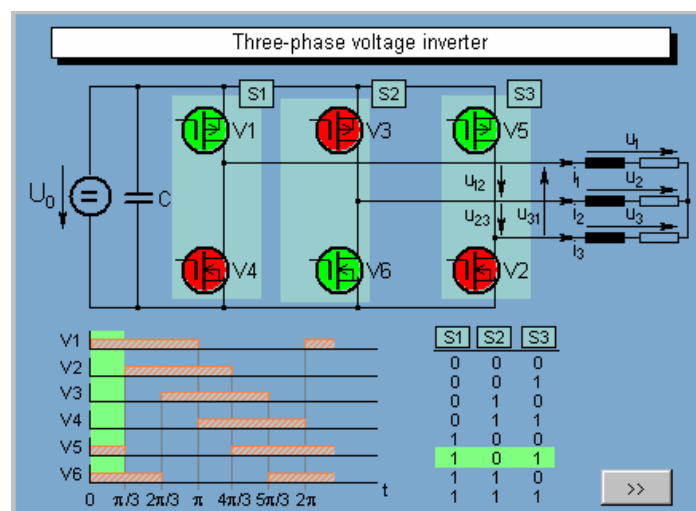 Three-phase voltage inverter
S1 S2 S3
V1 V3 V5
u1
U0 = C u12 i1 u2
u23 u31 i2 u3
i3
V4 V6 V2
V1
V2
V3
V4
V5
V6
0 π/3 2π/3 π 4π/3 5π/3 2π t
S1 S2 S3
0 0 0
0 0 1
0 1 0
0 1 1
1 0 0
1 0 1
1 1 0
1 1 1
>>